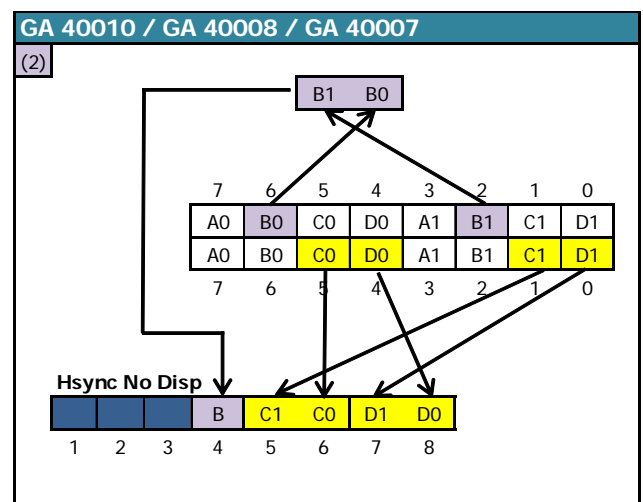 GA 40010 / GA 40008 / GA 40007
(2)
B1 B0
7 6 5 4 3 2 1 0
A0 B0 C0 D0 A1 B1 C1 D1
A0 B0 C0 D0 A1 B1 C1 D1
7 6 5 4 3 2 1 0
Hsync No Disp
B C1 C0 D1 D0
1 2 3 4 5 6 7 8